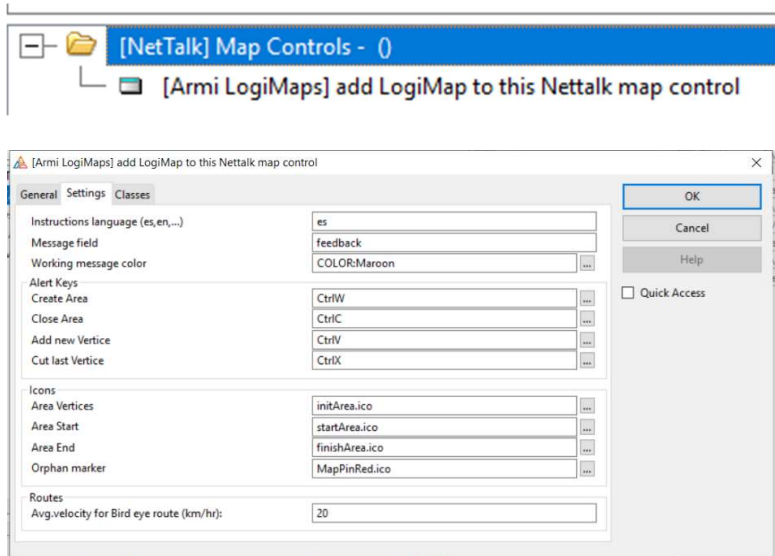 [NetTalk] Map Controls - ()
[Armi LogiMaps] add LogiMap to this Nettalk map control
[Armi LogiMaps] add LogiMap to this Nettalk map control
General Settings Classes
OK
Instructions language (es,en,...) es
Cancel
Message field feedback
Working message color COLOR:Maroon ...
Help
Alert Keys
Create Area CtrlW ...
Quick Access
Close Area CtrlC ...
Add new Vertice CtrlV ...
Cut last Vertice CtrlX ...
Icons
Area Vertices initArea.ico ...
Area Start startArea.ico ...
Area End finishArea.ico ...
Orphan marker MapPinRed.ico ...
Routes
Avg.velocity for Bird eye route (km/hr): 20